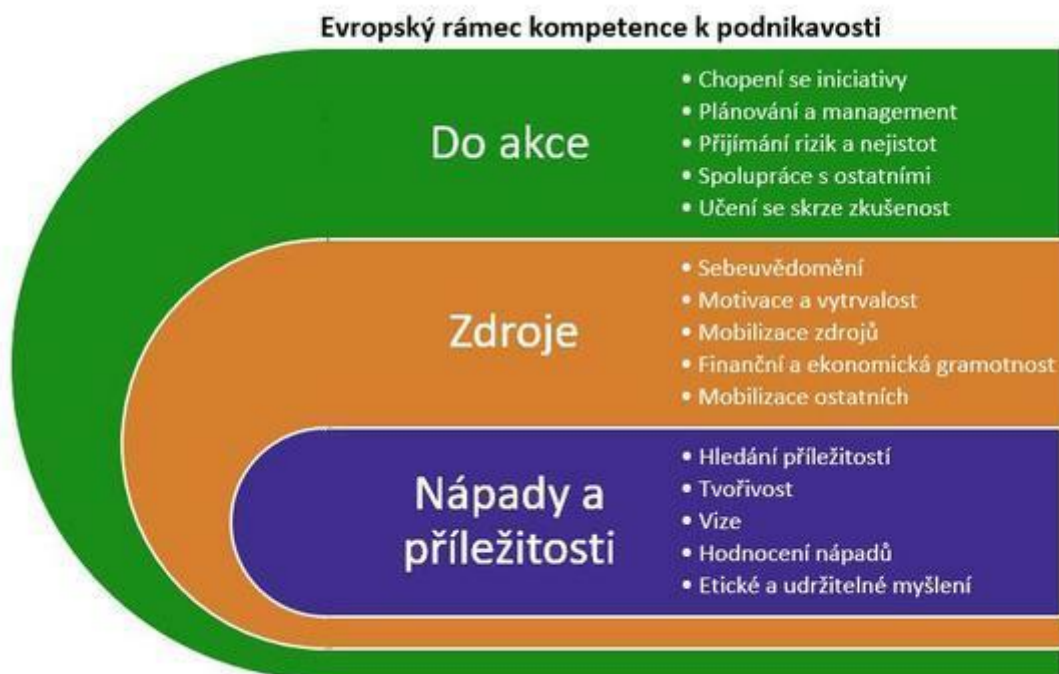 Evropský rámec kompetence k podnikavosti
Do akce
• Chopení se iniciativy
• Plánování a management
• Přijímání rizik a nejistot
• Spolupráce s ostatními
• Učení se skrze zkušenost
Zdroje
• Sebeuvědomění
• Motivace a vytrvalost
• Mobilizace zdrojů
• Finanční a ekonomická gramotnost
• Mobilizace ostatních
Nápady a
příležitosti
• Hledání příležitostí
• Tvořivost
• Vize
• Hodnocení nápadů
• Etické a udržitelné myšlení